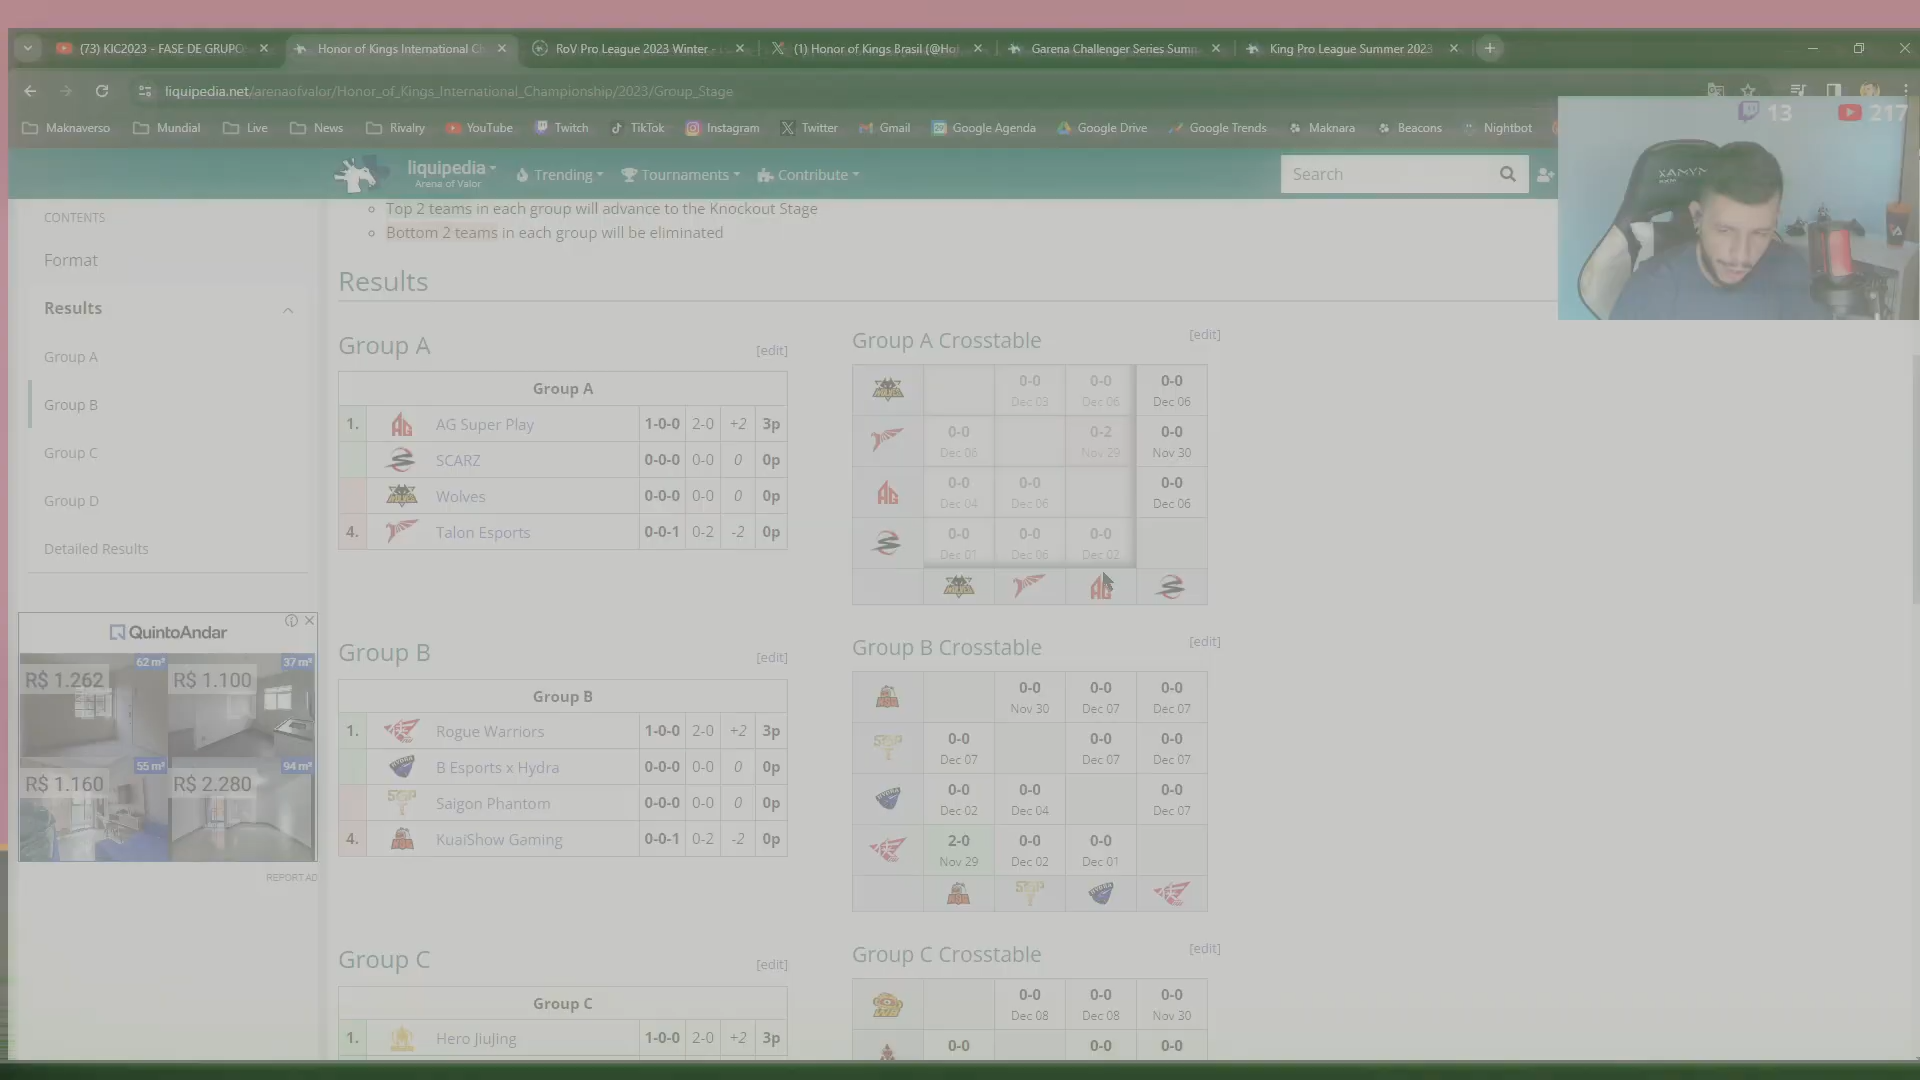 (73) KIC2023 - FASE DE GRUPO
Honor of Kings International Ch
RoV Pro League 2023 Winter -
(1) Honor of Kings Brasil (@Ho
Garena Challenger Series Summ
King Pro League Summer 2023
liquipedia.net/arenaofvalor/Honor_of_Kings_International_Championship/2023/Group_Stage
Maknaverso
Mundial
Live
News
Rivalry
YouTube
Twitch
TikTok
Instagram
Twitter
Gmail
Google Agenda
Google Drive
Google Trends
Maknara
Beacons
Nightbot
13
217
liquipedia
Arena of Valor
Trending
Tournaments
Contribute
Search
XAMYN
CONTENTS
Format
Results
Group A
Group B
Group C
Group D
Detailed Results
QuintoAndar
R$ 1.262
62 m²
R$ 1.100
37 m²
R$ 1.160
55 m²
R$ 2.280
94 m²
REPORT AD
Top 2 teams in each group will advance to the Knockout Stage
Bottom 2 teams in each group will be eliminated
Results
Group A [edit]
Group A
1. AG Super Play 1-0-0 2-0 +2 3p
SCARZ 0-0-0 0-0 0 0p
Wolves 0-0-0 0-0 0 0p
4. Talon Esports 0-0-1 0-2 -2 0p
Group A Crosstable [edit]
0-0 0-0 0-0
Dec 03 Dec 06 Dec 06
0-0 0-2 0-0
Dec 06 Nov 29 Nov 30
0-0 0-0 0-0
Dec 04 Dec 06 Dec 06
0-0 0-0 0-0
Dec 01 Dec 06 Dec 02
Group B [edit]
Group B
1. Rogue Warriors 1-0-0 2-0 +2 3p
B Esports x Hydra 0-0-0 0-0 0 0p
Saigon Phantom 0-0-0 0-0 0 0p
4. KuaiShow Gaming 0-0-1 0-2 -2 0p
Group B Crosstable [edit]
0-0 0-0 0-0
Nov 30 Dec 07 Dec 07
0-0 0-0 0-0
Dec 07 Dec 07 Dec 07
0-0 0-0 0-0
Dec 02 Dec 04 Dec 07
2-0 0-0 0-0
Nov 29 Dec 02 Dec 01
Group C [edit]
Group C
1. Hero JiuJing 1-0-0 2-0 +2 3p
Group C Crosstable [edit]
0-0 0-0 0-0
Dec 08 Dec 08 Nov 30
0-0 0-0 0-0